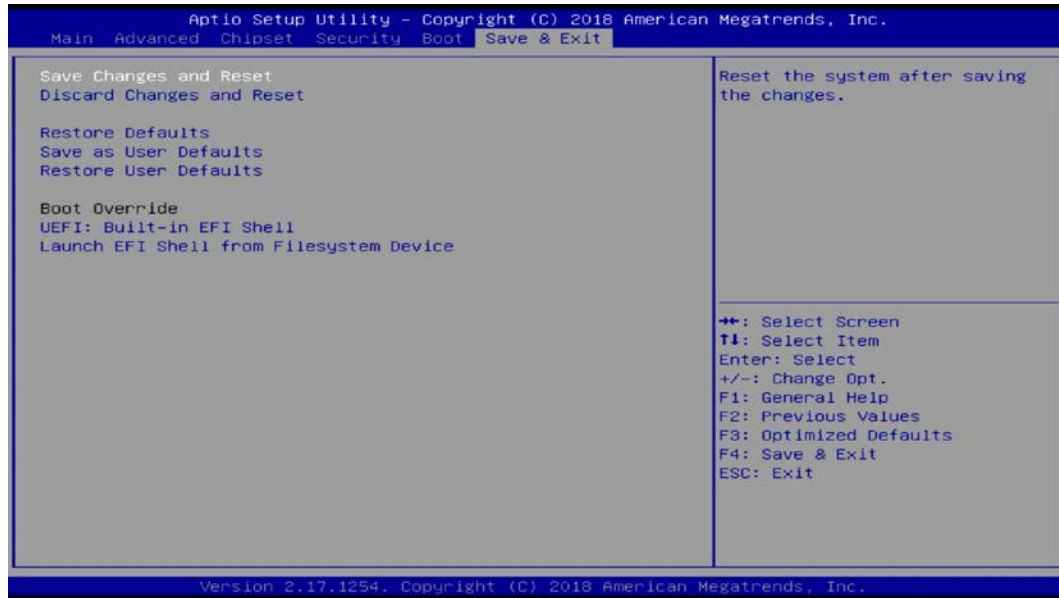 Aptio Setup Utility – Copyright (C) 2018 American Megatrends, Inc.
Main Advanced Chipset Security Boot Save & Exit
Save Changes and Reset
Discard Changes and Reset
Restore Defaults
Save as User Defaults
Restore User Defaults
Boot Override
UEFI: Built-in EFI Shell
Launch EFI Shell from Filesystem Device
Reset the system after saving
the changes.
→←: Select Screen
↑↓: Select Item
Enter: Select
+/-: Change Opt.
F1: General Help
F2: Previous Values
F3: Optimized Defaults
F4: Save & Exit
ESC: Exit
Version 2.17.1254. Copyright (C) 2018 American Megatrends, Inc.